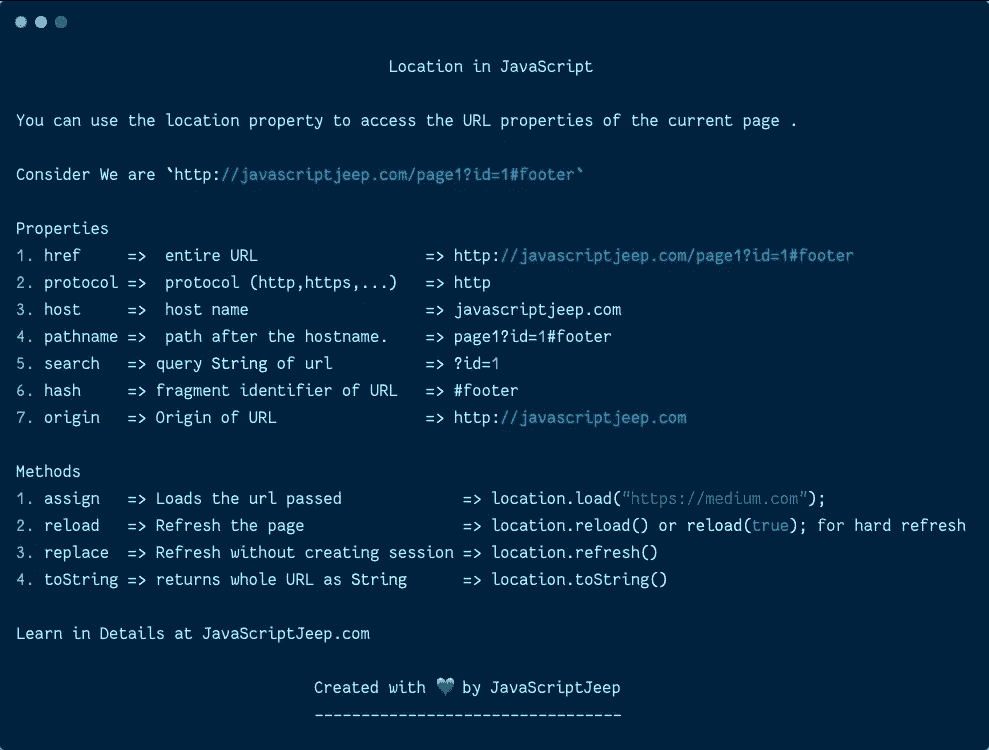 Location in JavaScript
You can use the location property to access the URL properties of the current page .
Consider We are `http://javascriptjeep.com/page1?id=1#footer`
Properties
1. href => entire URL => http://javascriptjeep.com/page1?id=1#footer
2. protocol => protocol (http,https,...) => http
3. host => host name => javascriptjeep.com
4. pathname => path after the hostname. => page1?id=1#footer
5. search => query String of url => ?id=1
6. hash => fragment identifier of URL => #footer
7. origin => Origin of URL => http://javascriptjeep.com
Methods
1. assign => Loads the url passed => location.load(“https://medium.com”);
2. reload => Refresh the page => location.reload() or reload(true); for hard refresh
3. replace => Refresh without creating session => location.refresh()
4. toString => returns whole URL as String => location.toString()
Learn in Details at JavaScriptJeep.com
Created with 💙 by JavaScriptJeep
---------------------------------